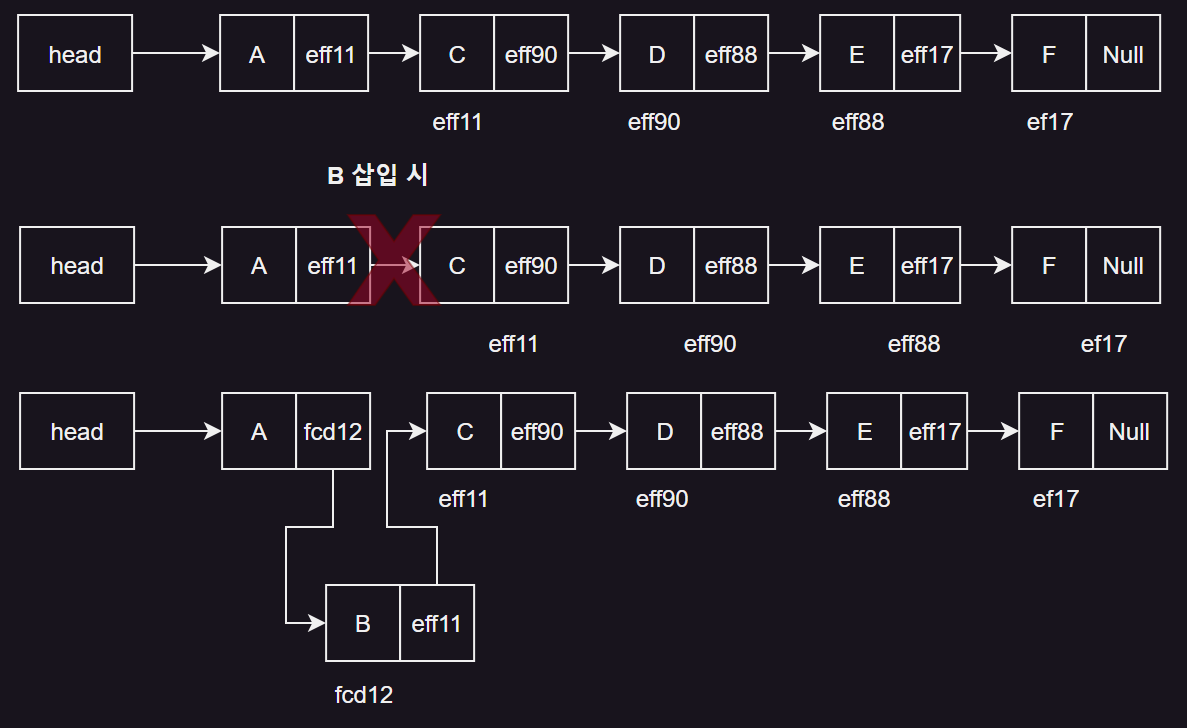 head A eff11 C eff90 D eff88 E eff17 F Null
eff11 eff90 eff88 ef17
B 삽입 시
head A eff11 C eff90 D eff88 E eff17 F Null
eff11 eff90 eff88 ef17
head A fcd12 C eff90 D eff88 E eff17 F Null
eff11 eff90 eff88 ef17
B eff11
fcd12